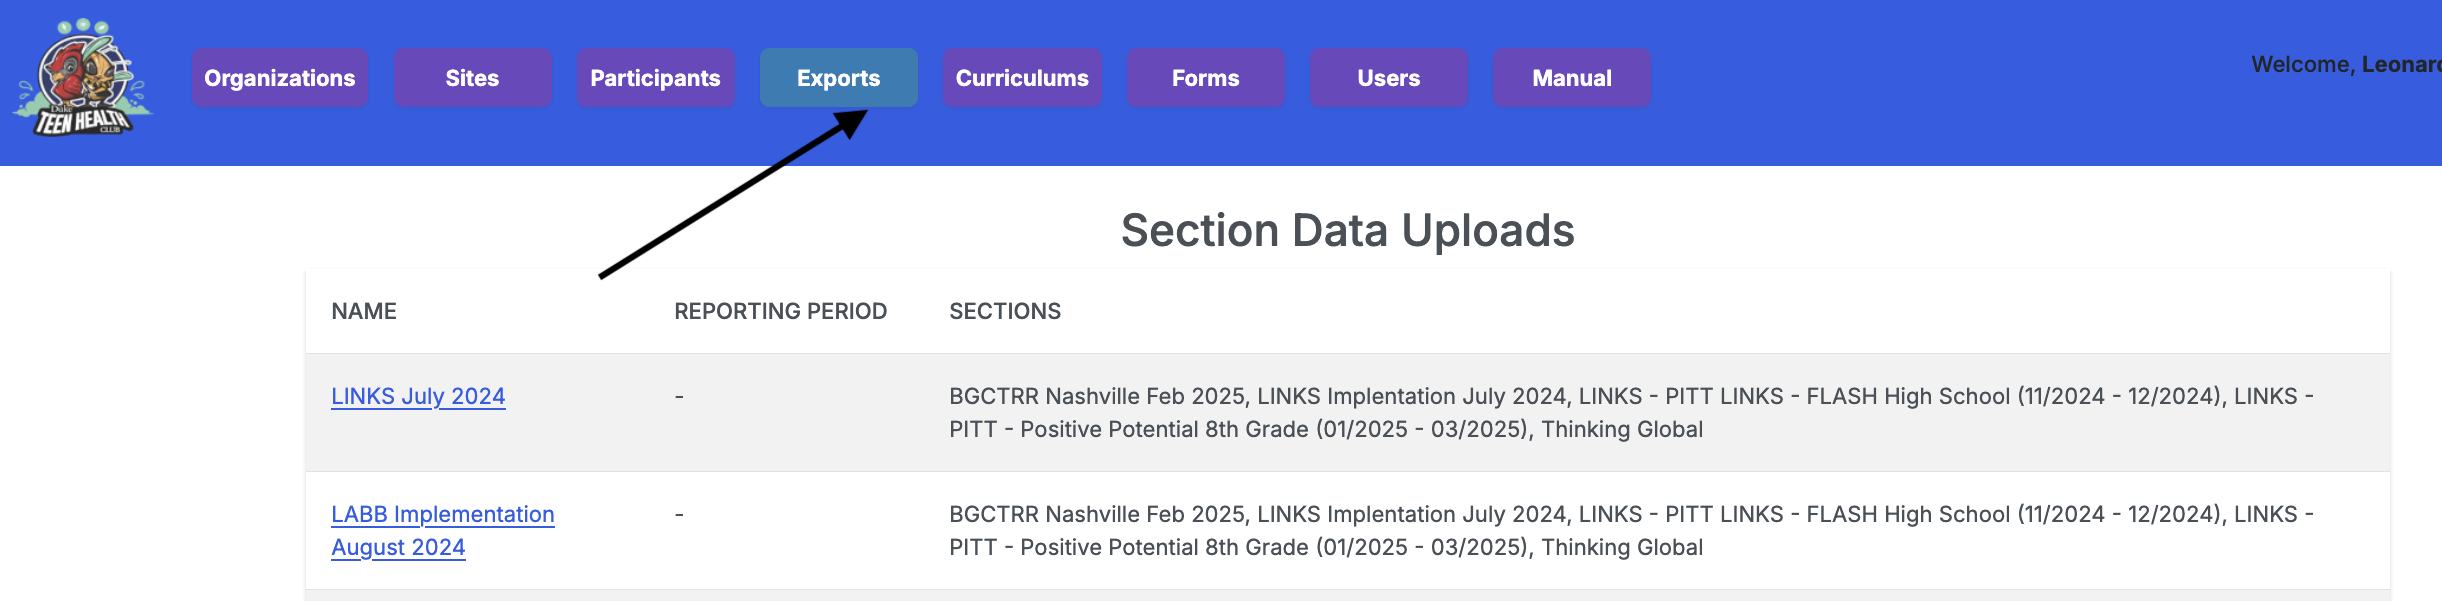 Duke
TEEN HEALTH
CLUB
Organizations
Sites
Participants
Exports
Curriculums
Forms
Users
Manual
Welcome, Leonard
Section Data Uploads
NAME
REPORTING PERIOD
SECTIONS
LINKS July 2024
-
BGCTRR Nashville Feb 2025, LINKS Implentation July 2024, LINKS - PITT LINKS - FLASH High School (11/2024 - 12/2024), LINKS -
PITT - Positive Potential 8th Grade (01/2025 - 03/2025), Thinking Global
LABB Implementation
August 2024
-
BGCTRR Nashville Feb 2025, LINKS Implentation July 2024, LINKS - PITT LINKS - FLASH High School (11/2024 - 12/2024), LINKS -
PITT - Positive Potential 8th Grade (01/2025 - 03/2025), Thinking Global